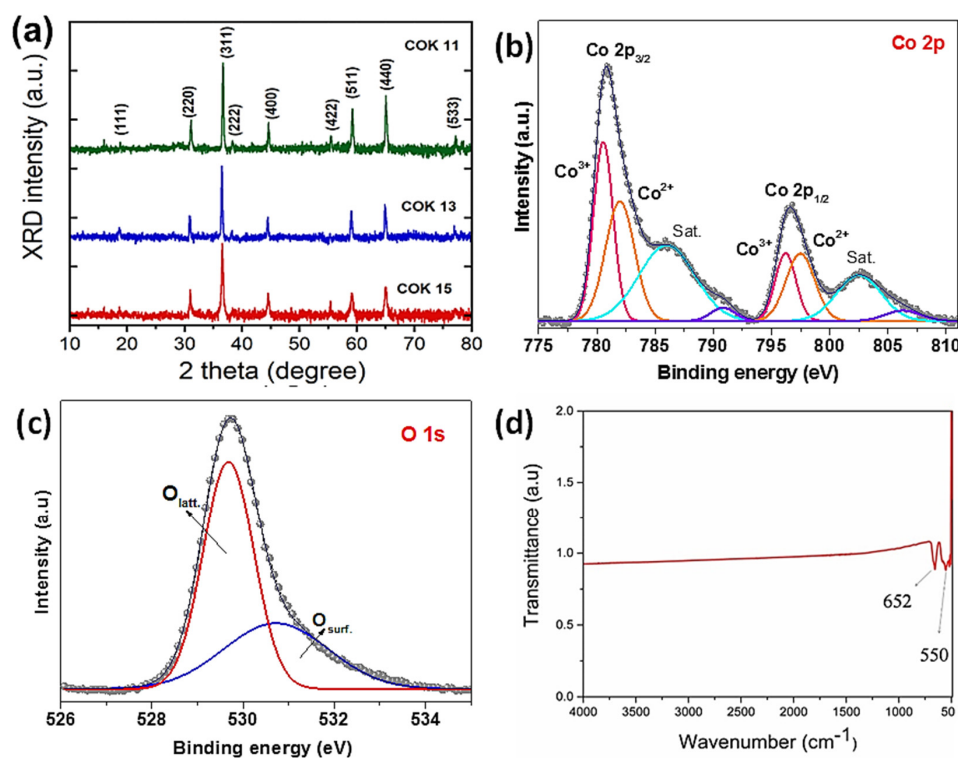 (a)
COK 11
(111)
(220)
(311)
(222)
(400)
(422)
(511)
(440)
(533)
COK 13
COK 15
XRD intensity (a.u.)
10 20 30 40 50 60 70 80
2 theta (degree)
(b)
Co 2p
Co 2p3/2
Co3+
Co2+
Sat.
Co 2p1/2
Co3+
Co2+
Sat.
Intensity (a.u.)
775 780 785 790 795 800 805 810
Binding energy (eV)
(c)
O 1s
Olatt.
Osurf.
Intensity (a.u)
526 528 530 532 534
Binding energy (eV)
(d)
2.0
1.5
1.0
0.5
0.0
Transmittance (a.u)
652
550
4000 3500 3000 2500 2000 1500 1000 500
Wavenumber (cm-1)